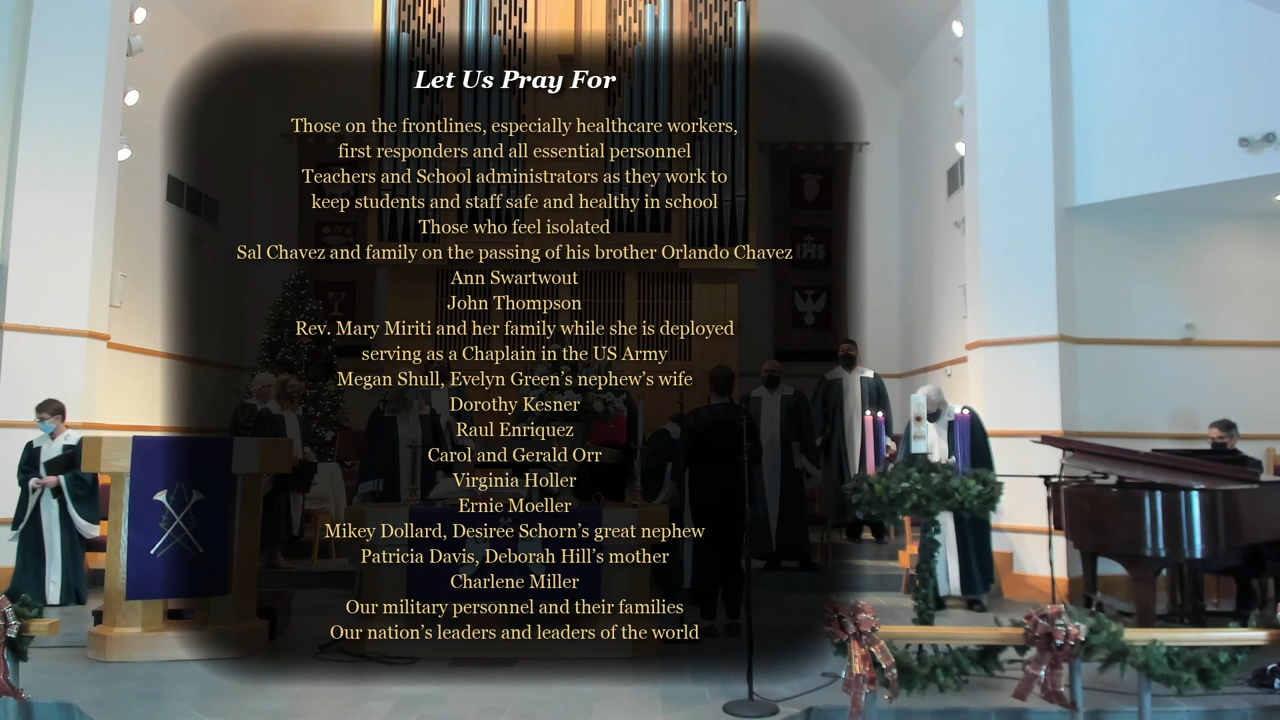 Let Us Pray For
Those on the frontlines, especially healthcare workers,
first responders and all essential personnel
Teachers and School administrators as they work to
keep students and staff safe and healthy in school
Those who feel isolated
Sal Chavez and family on the passing of his brother Orlando Chavez
Ann Swartwout
John Thompson
Rev. Mary Miriti and her family while she is deployed
serving as a Chaplain in the US Army
Megan Shull, Evelyn Green’s nephew’s wife
Dorothy Kesner
Raul Enriquez
Carol and Gerald Orr
Virginia Holler
Ernie Moeller
Mikey Dollard, Desiree Schorn’s great nephew
Patricia Davis, Deborah Hill’s mother
Charlene Miller
Our military personnel and their families
Our nation’s leaders and leaders of the world
IHS